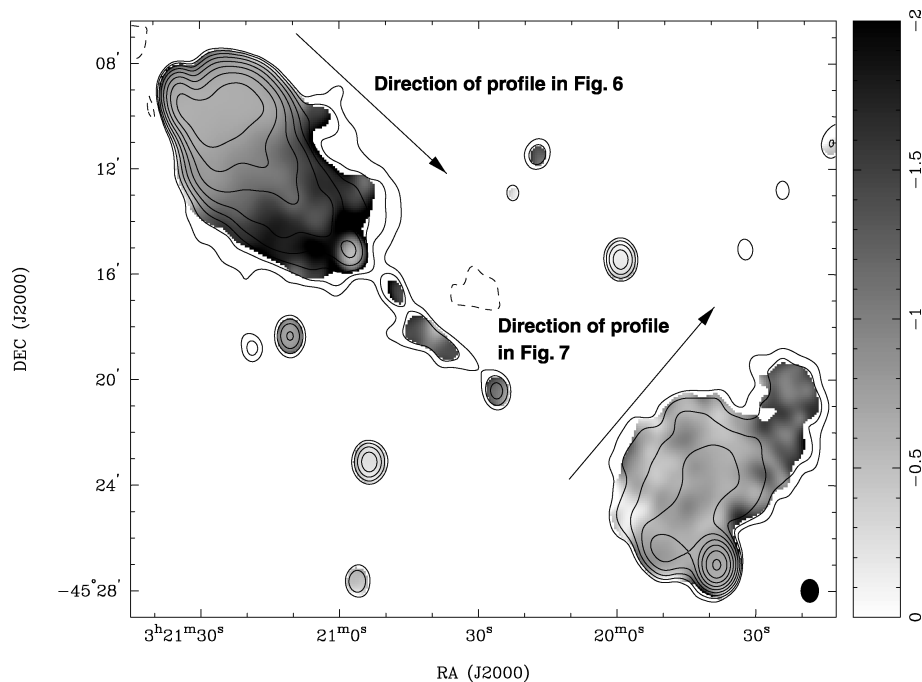 08'
12'
16'
20'
24'
−45°28'
DEC (J2000)
Direction of profile in Fig. 6
Direction of profile
in Fig. 7
3ʰ21ᵐ30ˢ
21ᵐ0ˢ
30ˢ
20ᵐ0ˢ
30ˢ
RA (J2000)
−2
−1.5
−1
−0.5
0